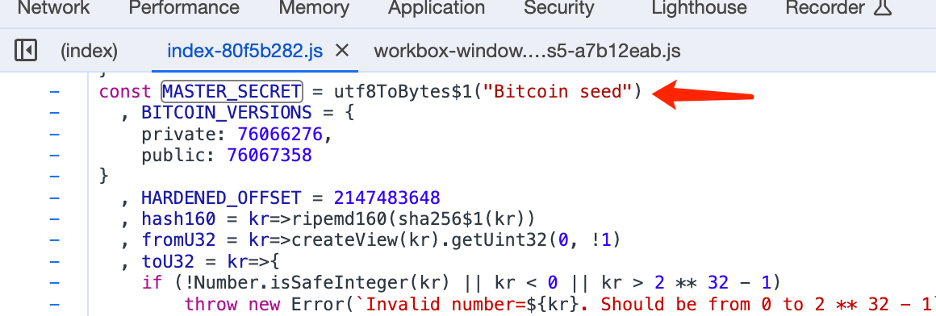 Network Performance Memory Application Security Lighthouse Recorder
(index) index-80f5b282.js × workbox-window....s5-a7b12eab.js
}
– const MASTER_SECRET = utf8ToBytes$1("Bitcoin seed")
– , BITCOIN_VERSIONS = {
– private: 76066276,
– public: 76067358
– }
– , HARDENED_OFFSET = 2147483648
– , hash160 = kr=>ripemd160(sha256$1(kr))
– , fromU32 = kr=>createView(kr).getUint32(0, !1)
– , toU32 = kr=>{
– if (!Number.isSafeInteger(kr) || kr < 0 || kr > 2 ** 32 - 1)
– throw new Error(`Invalid number=${kr}. Should be from 0 to 2 ** 32 - 1`